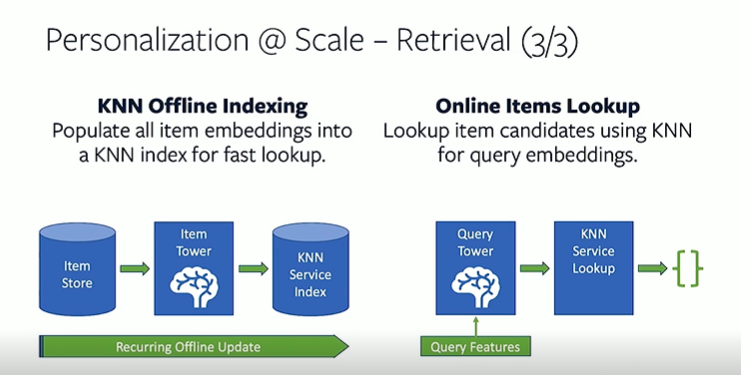 Personalization @ Scale – Retrieval (3/3)
KNN Offline Indexing
Populate all item embeddings into
a KNN index for fast lookup.
Online Items Lookup
Lookup item candidates using KNN
for query embeddings.
Item
Store
Item
Tower
KNN
Service
Index
Recurring Offline Update
Query
Tower
KNN
Service
Lookup
{}
Query Features